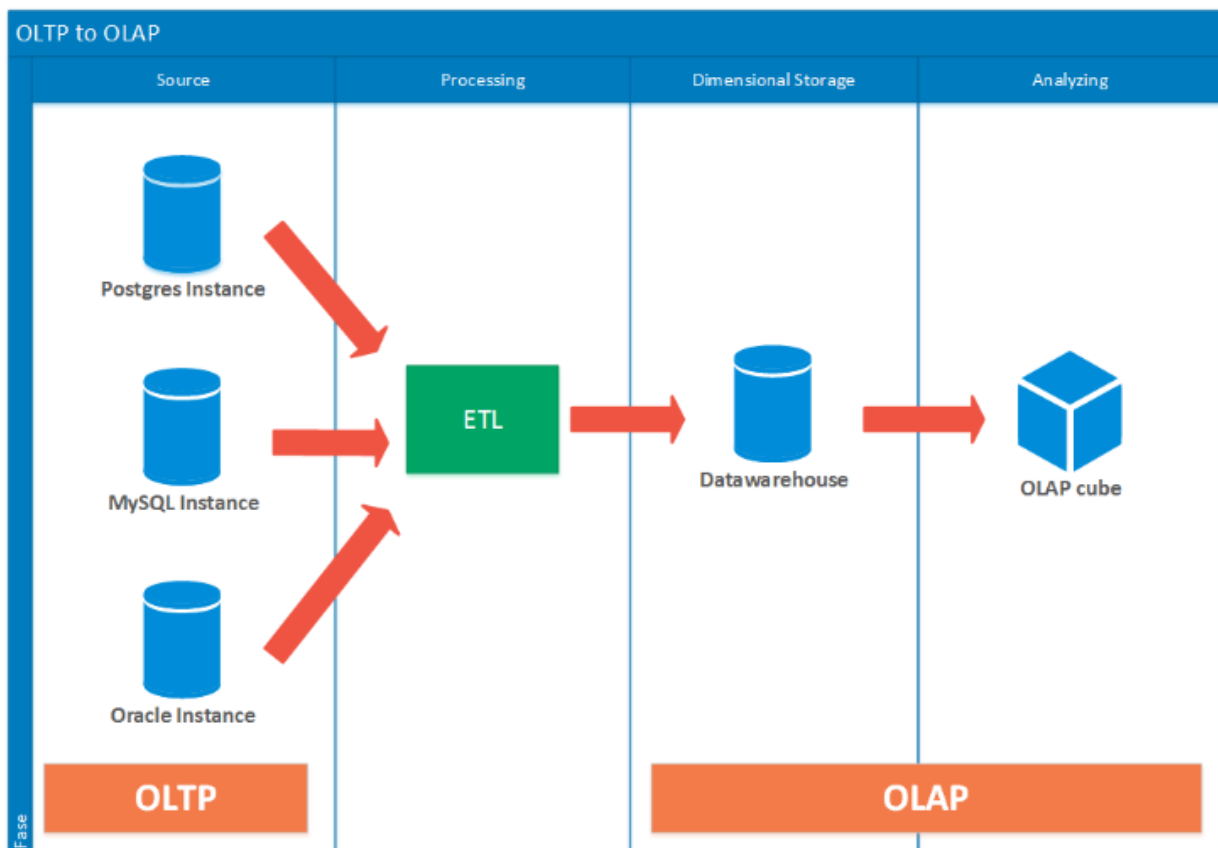 OLTP to OLAP
Source
Processing
Dimensional Storage
Analyzing
Postgres Instance
MySQL Instance
Oracle Instance
ETL
Datawarehouse
OLAP cube
OLTP
OLAP
Fase